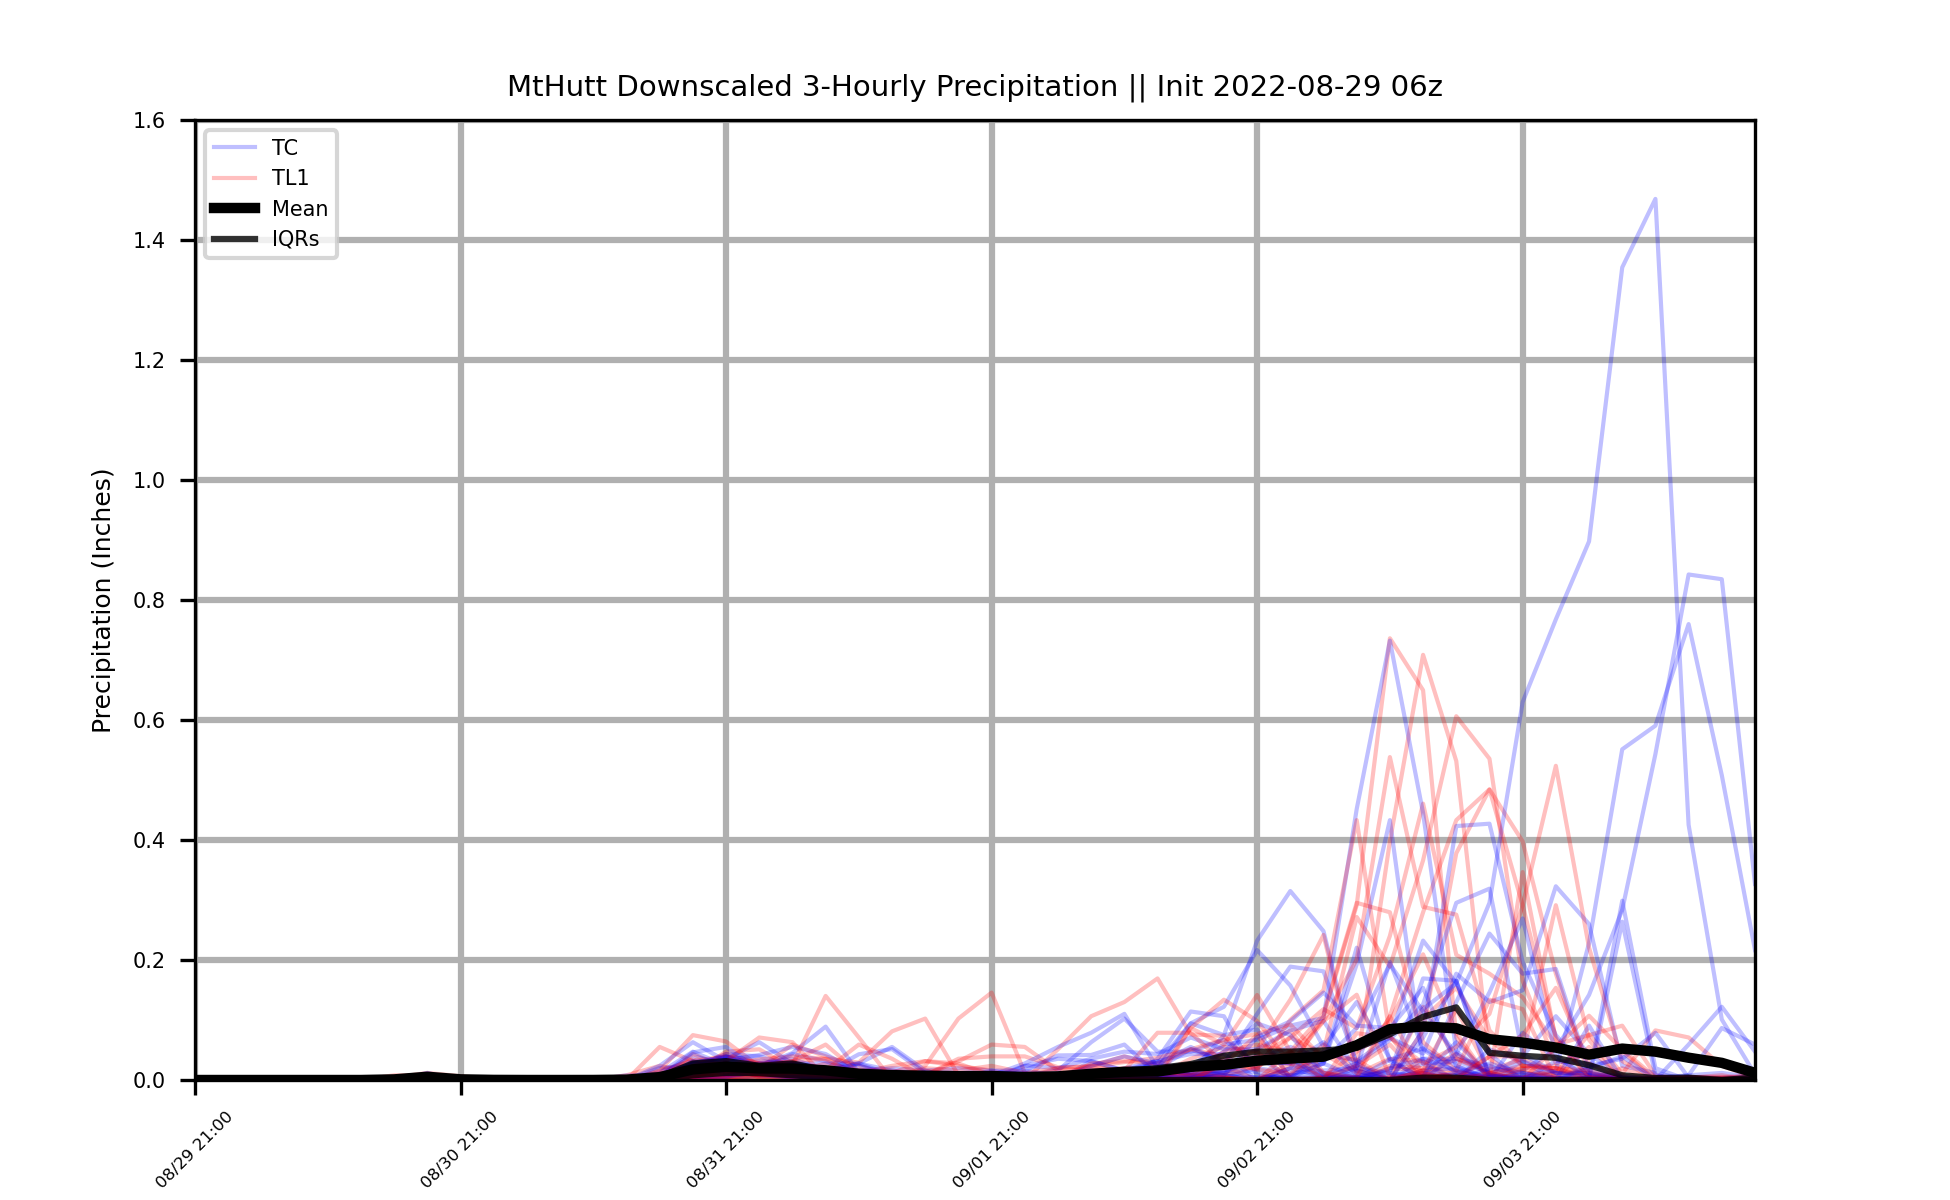 MtHutt Downscaled 3-Hourly Precipitation || Init 2022-08-29 06z
TC
TL1
Mean
IQRs
Precipitation (Inches)
1.6
1.4
1.2
1.0
0.8
0.6
0.4
0.2
0.0
08/29 21:00
08/30 21:00
08/31 21:00
09/01 21:00
09/02 21:00
09/03 21:00